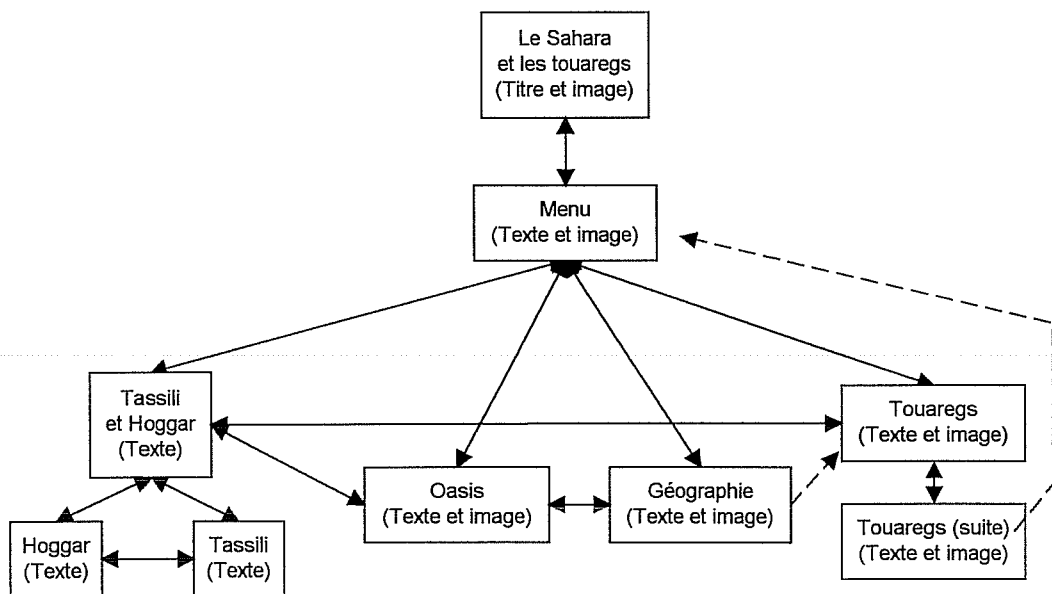 Le Sahara
et les touaregs
(Titre et image)
Menu
(Texte et image)
Tassili
et Hoggar
(Texte)
Touaregs
(Texte et image)
Oasis
(Texte et image)
Géographie
(Texte et image)
Hoggar
(Texte)
Tassili
(Texte)
Touaregs (suite)
(Texte et image)